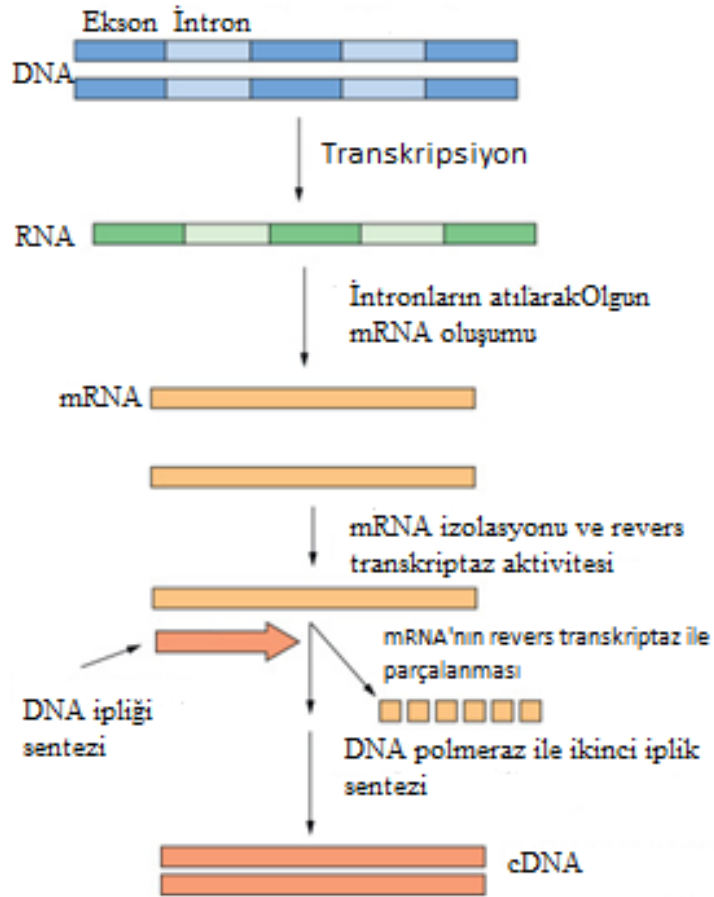 Ekson İntron
DNA
Transkripsiyon
RNA
İntronların atılarakOlgun
mRNA oluşumu
mRNA
mRNA izolasyonu ve revers
transkriptaz aktivitesi
mRNA'nın revers transkriptaz ile
parçalanması
DNA ipliği
sentezi
DNA polmeraz ile ikinci iplik
sentezi
cDNA